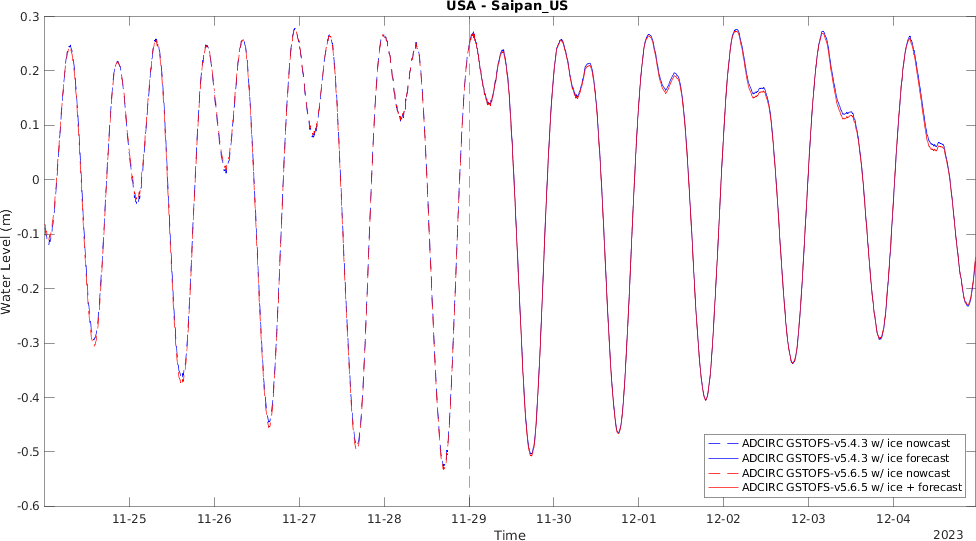 USA - Saipan_US
0.3
0.2
0.1
0
-0.1
-0.2
-0.3
-0.4
-0.5
-0.6
Water Level (m)
ADCIRC GSTOFS-v5.4.3 w/ ice nowcast
ADCIRC GSTOFS-v5.4.3 w/ ice forecast
ADCIRC GSTOFS-v5.6.5 w/ ice nowcast
ADCIRC GSTOFS-v5.6.5 w/ ice + forecast
11-25 11-26 11-27 11-28 11-29 11-30 12-01 12-02 12-03 12-04
Time
2023